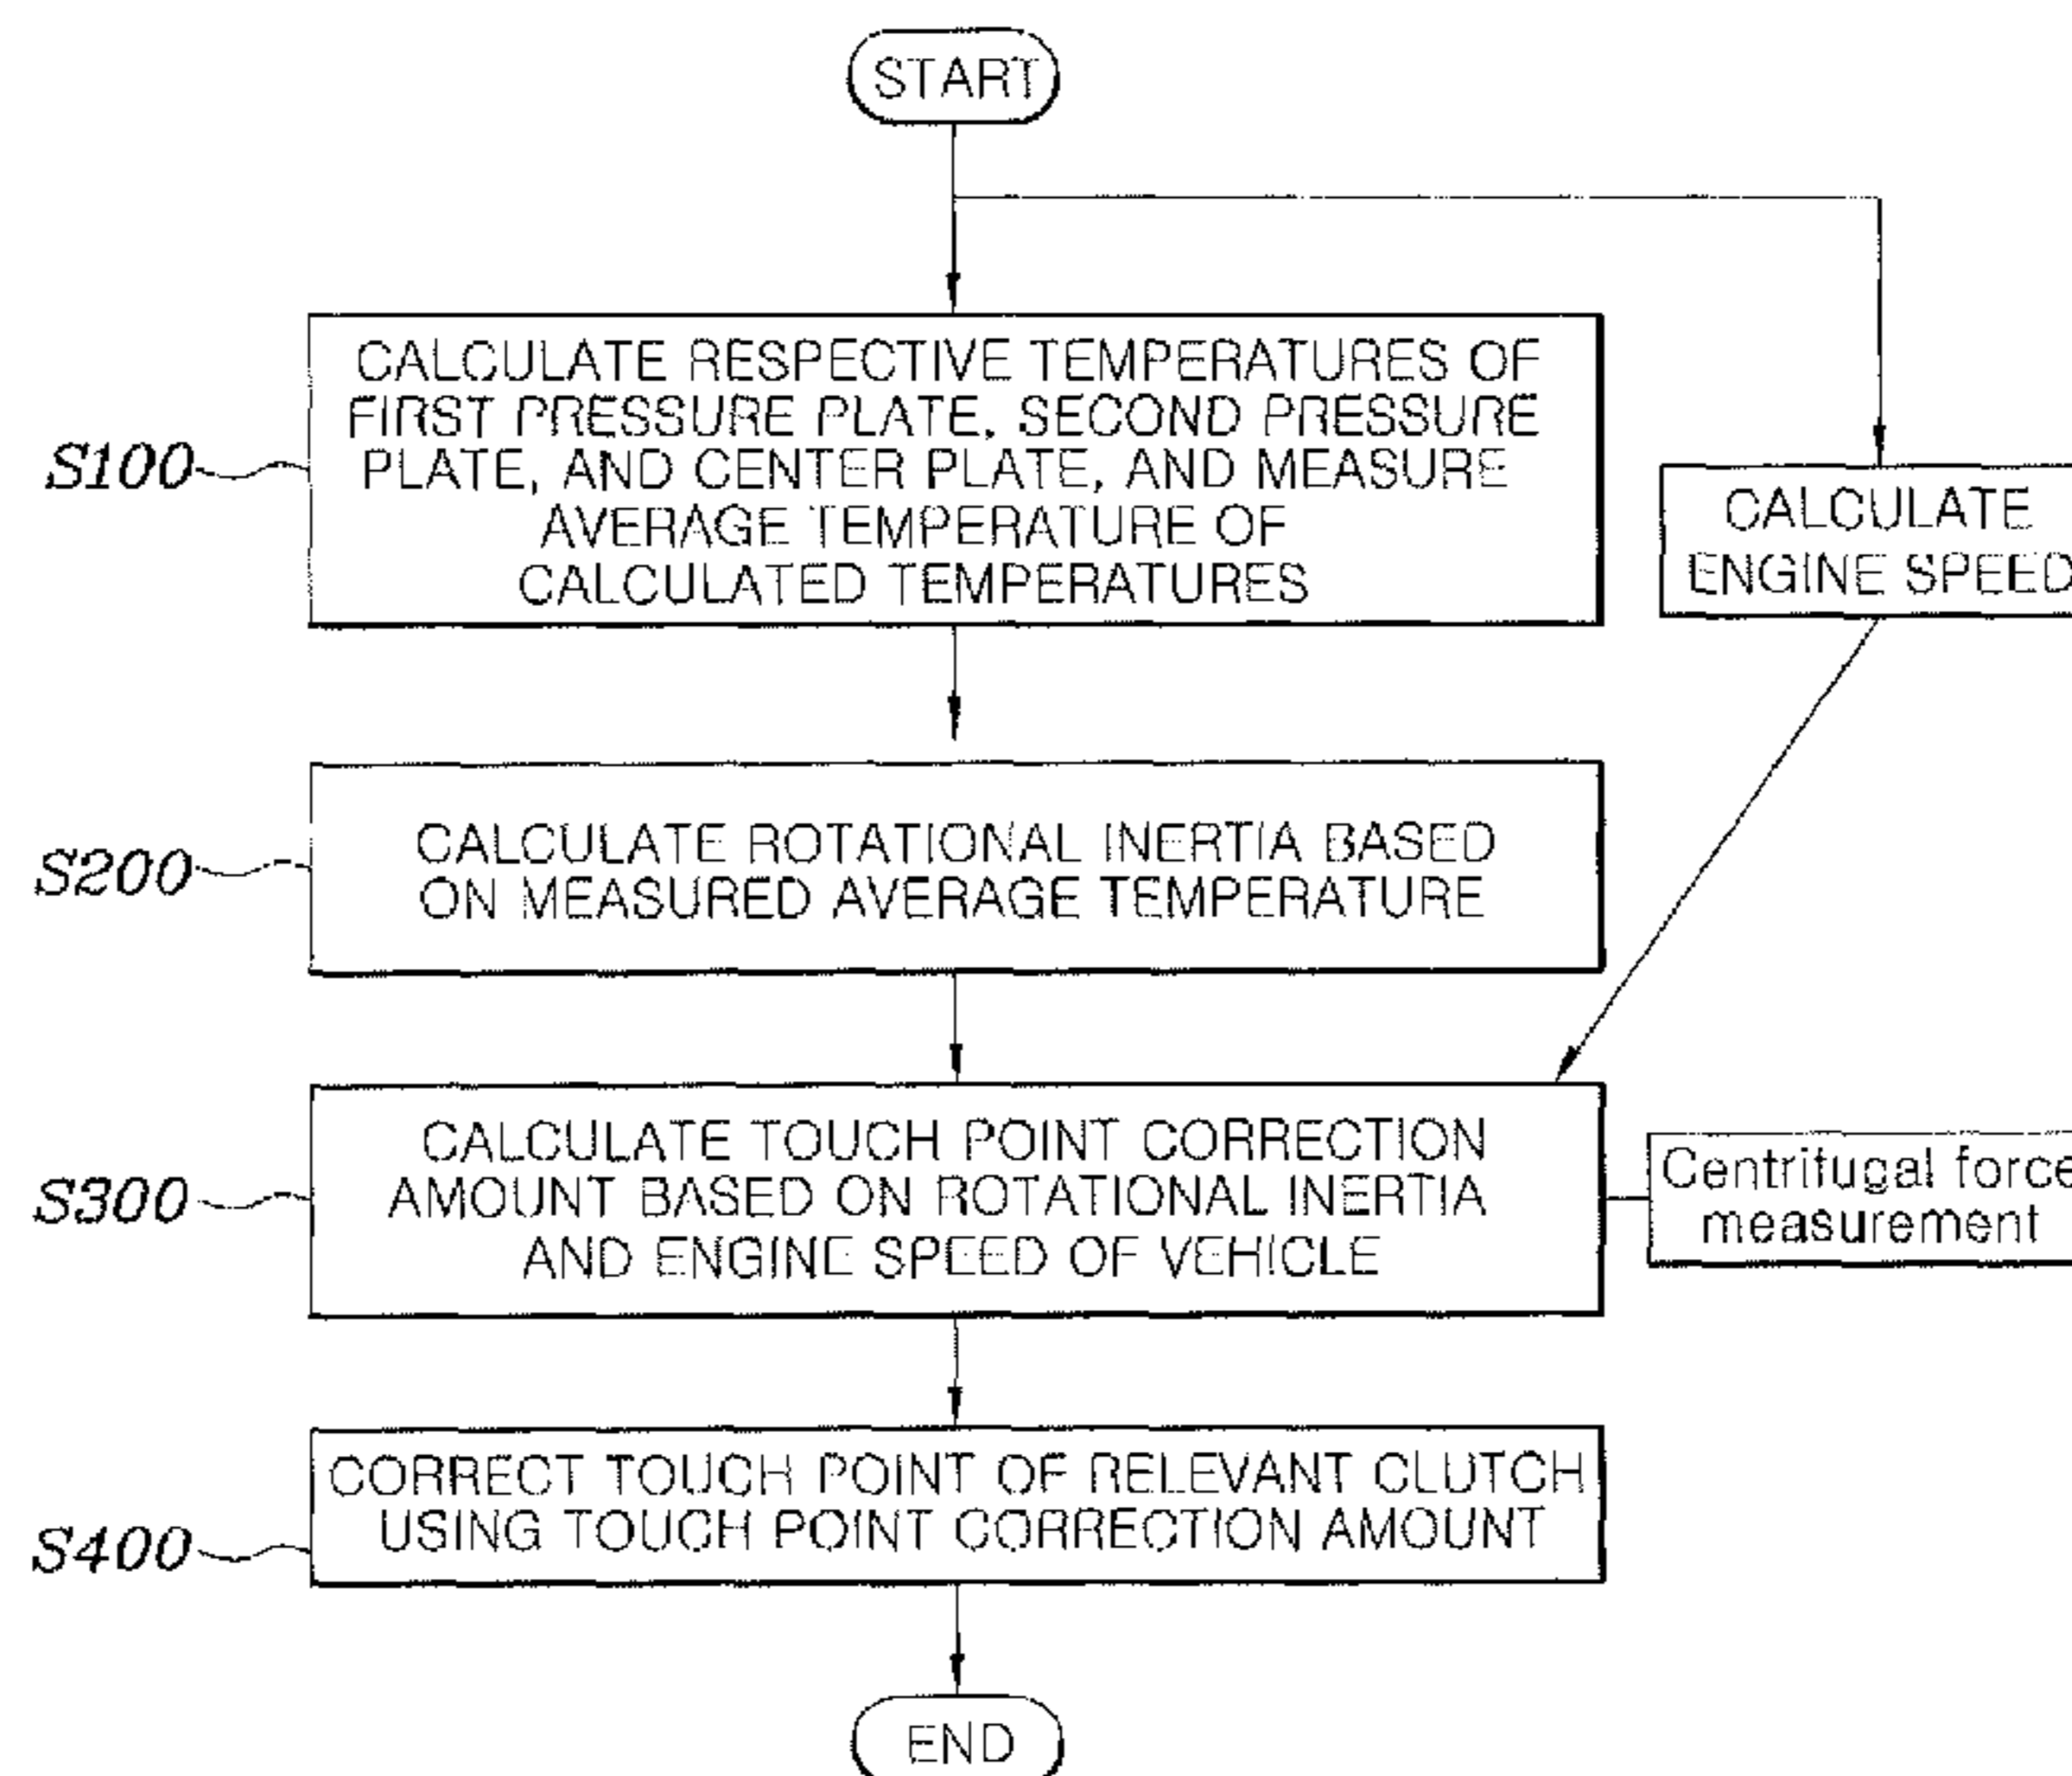 START
CALCULATE RESPECTIVE TEMPERATURES OF
FIRST PRESSURE PLATE, SECOND PRESSURE
PLATE, AND CENTER PLATE, AND MEASURE
AVERAGE TEMPERATURE OF
CALCULATED TEMPERATURES
S100
CALCULATE
ENGINE SPEED
CALCULATE ROTATIONAL INERTIA BASED
ON MEASURED AVERAGE TEMPERATURE
S200
CALCULATE TOUCH POINT CORRECTION
AMOUNT BASED ON ROTATIONAL INERTIA
AND ENGINE SPEED OF VEHICLE
S300
Centrifugal force
measurement
CORRECT TOUCH POINT OF RELEVANT CLUTCH
USING TOUCH POINT CORRECTION AMOUNT
S400
END